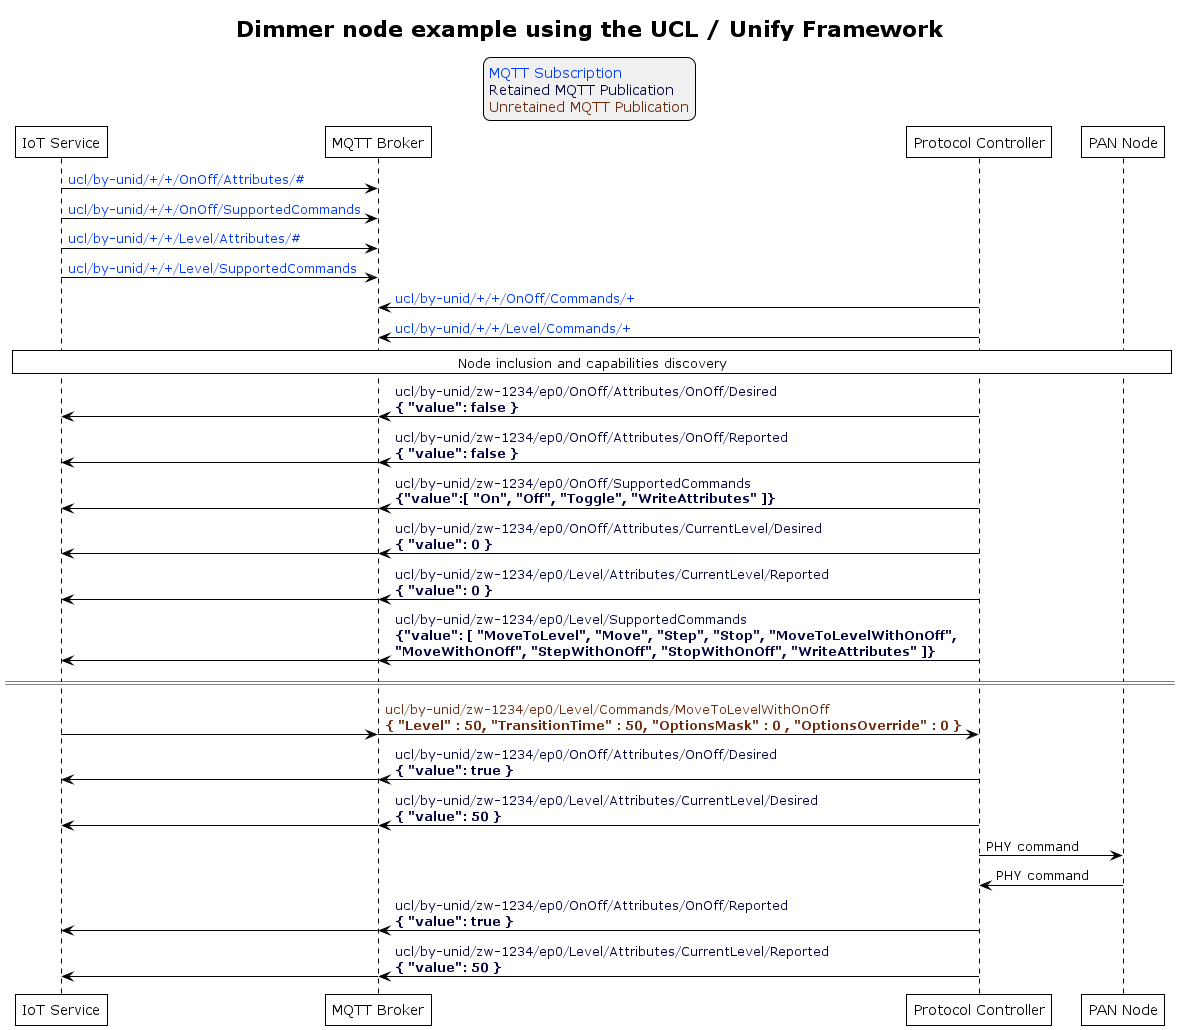 Dimmer node example using the UCL / Unify Framework
MQTT Subscription
Retained MQTT Publication
Unretained MQTT Publication
IoT Service
MQTT Broker
Protocol Controller
PAN Node
ucl/by-unid/+/+/OnOff/Attributes/#
ucl/by-unid/+/+/OnOff/SupportedCommands
ucl/by-unid/+/+/Level/Attributes/#
ucl/by-unid/+/+/Level/SupportedCommands
ucl/by-unid/+/+/OnOff/Commands/+
ucl/by-unid/+/+/Level/Commands/+
Node inclusion and capabilities discovery
ucl/by-unid/zw-1234/ep0/OnOff/Attributes/OnOff/Desired
{ "value": false }
ucl/by-unid/zw-1234/ep0/OnOff/Attributes/OnOff/Reported
{ "value": false }
ucl/by-unid/zw-1234/ep0/OnOff/SupportedCommands
{"value":[ "On", "Off", "Toggle", "WriteAttributes" ]}
ucl/by-unid/zw-1234/ep0/OnOff/Attributes/CurrentLevel/Desired
{ "value": 0 }
ucl/by-unid/zw-1234/ep0/Level/Attributes/CurrentLevel/Reported
{ "value": 0 }
ucl/by-unid/zw-1234/ep0/Level/SupportedCommands
{"value": [ "MoveToLevel", "Move", "Step", "Stop", "MoveToLevelWithOnOff",
"MoveWithOnOff", "StepWithOnOff", "StopWithOnOff", "WriteAttributes" ]}
ucl/by-unid/zw-1234/ep0/Level/Commands/MoveToLevelWithOnOff
{ "Level" : 50, "TransitionTime" : 50, "OptionsMask" : 0 , "OptionsOverride" : 0 }
ucl/by-unid/zw-1234/ep0/OnOff/Attributes/OnOff/Desired
{ "value": true }
ucl/by-unid/zw-1234/ep0/Level/Attributes/CurrentLevel/Desired
{ "value": 50 }
PHY command
PHY command
ucl/by-unid/zw-1234/ep0/OnOff/Attributes/OnOff/Reported
{ "value": true }
ucl/by-unid/zw-1234/ep0/Level/Attributes/CurrentLevel/Reported
{ "value": 50 }
IoT Service
MQTT Broker
Protocol Controller
PAN Node